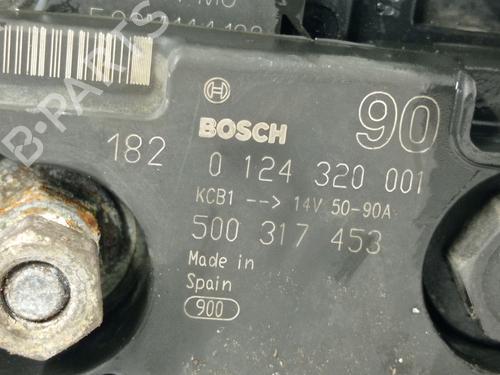 BOSCH
90
182
0 124 320 001
KCB1 --> 14V 50-90A
500 317 453
Made in
Spain
900
B-PARTS